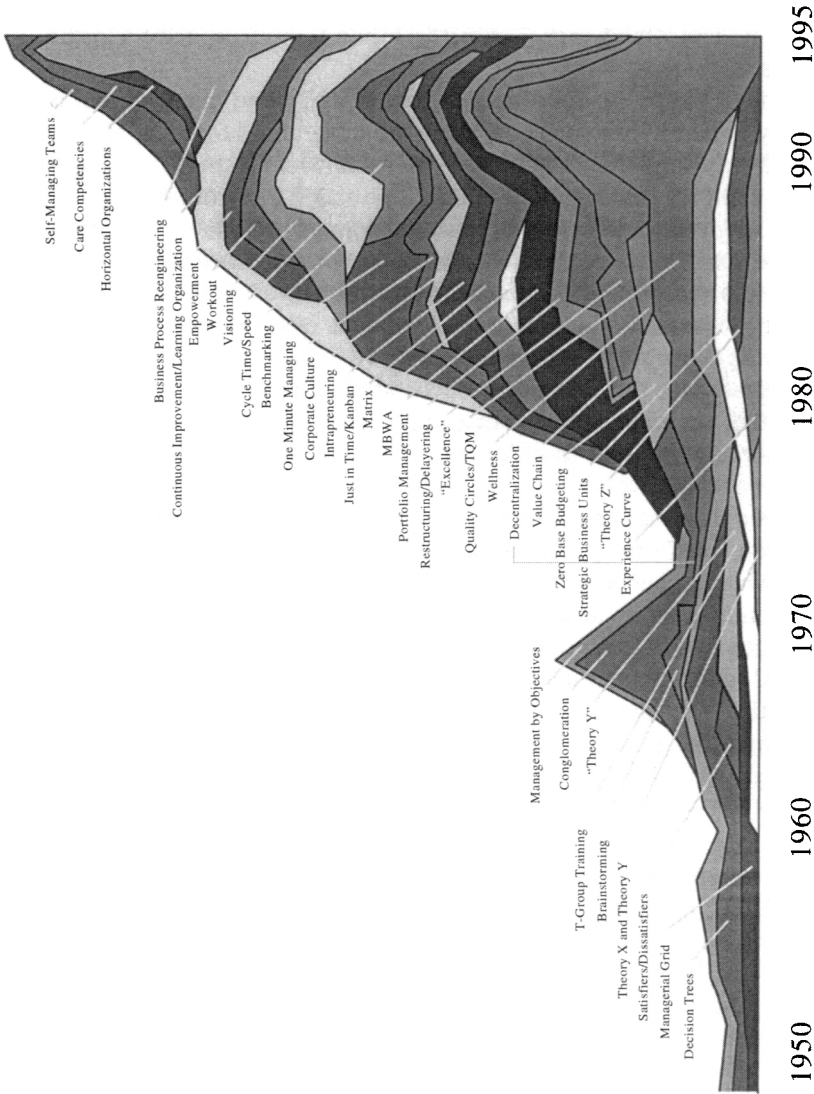 Self-Managing Teams
Care Competencies
Horizontal Organizations
Business Process Reengineering
Continuous Improvement/Learning Organization
Empowerment
Workout
Visioning
Cycle Time/Speed
Benchmarking
One Minute Managing
Corporate Culture
Intrapreneuring
Just in Time/Kanban
Matrix
MBWA
Portfolio Management
Restructuring/Delayering
“Excellence”
Quality Circles/TQM
Wellness
Decentralization
Value Chain
Zero Base Budgeting
Strategic Business Units
“Theory Z”
Experience Curve
Management by Objectives
Conglomeration
“Theory Y”
T-Group Training
Brainstorming
Theory X and Theory Y
Satisfiers/Dissatisfiers
Managerial Grid
Decision Trees
1950
1960
1970
1980
1990
1995